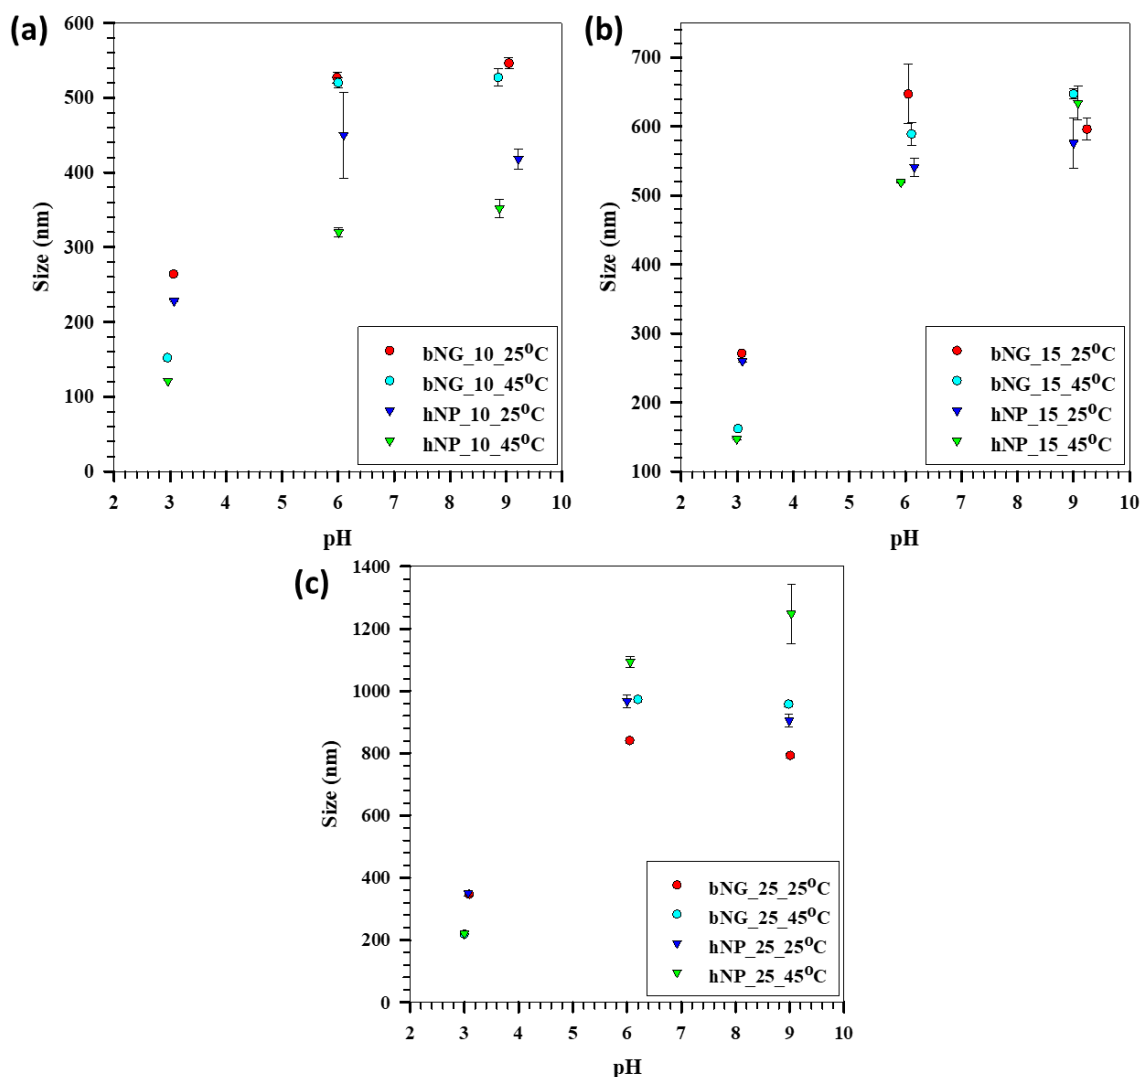 (a)
600
500
400
300
200
100
0
Size (nm)
2 3 4 5 6 7 8 9 10
pH
bNG_10_25⁰C
bNG_10_45⁰C
hNP_10_25⁰C
hNP_10_45⁰C
(b)
700
600
500
400
300
200
100
Size (nm)
2 3 4 5 6 7 8 9 10
pH
bNG_15_25⁰C
bNG_15_45⁰C
hNP_15_25⁰C
hNP_15_45⁰C
(c)
1400
1200
1000
800
600
400
200
0
Size (nm)
2 3 4 5 6 7 8 9 10
pH
bNG_25_25⁰C
bNG_25_45⁰C
hNP_25_25⁰C
hNP_25_45⁰C